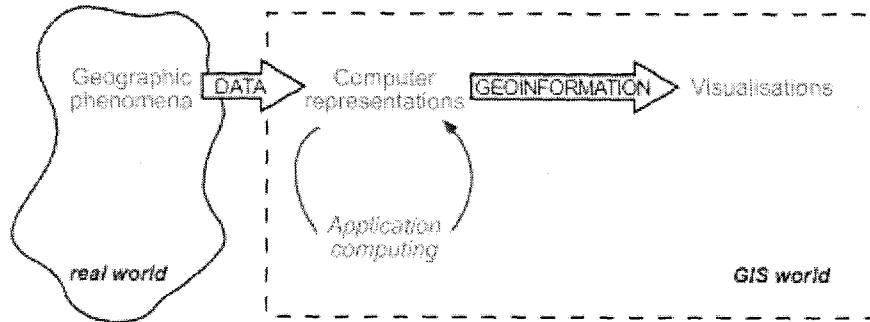 Geographic
phenomena
DATA
Computer
representations
GEOINFORMATION
Visualisations
Application
computing
real world
GIS world